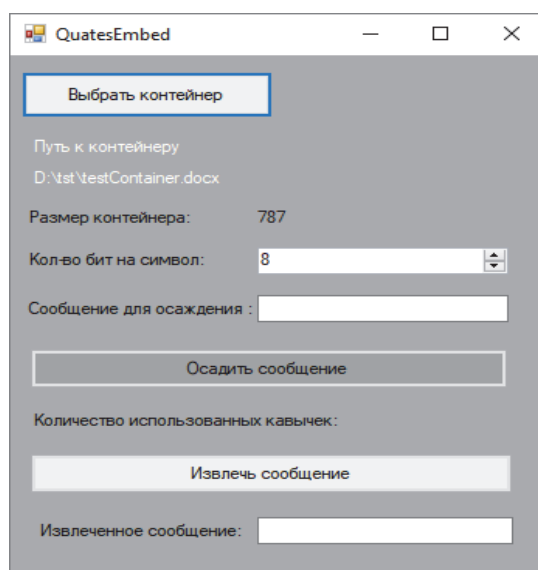 QuatesEmbed
Выбрать контейнер
Путь к контейнеру
D:\tst\testContainer.docx
Размер контейнера: 787
Кол-во бит на символ: 8
Сообщение для осаждения :
Осадить сообщение
Количество использованных кавычек:
Извлечь сообщение
Извлеченное сообщение: